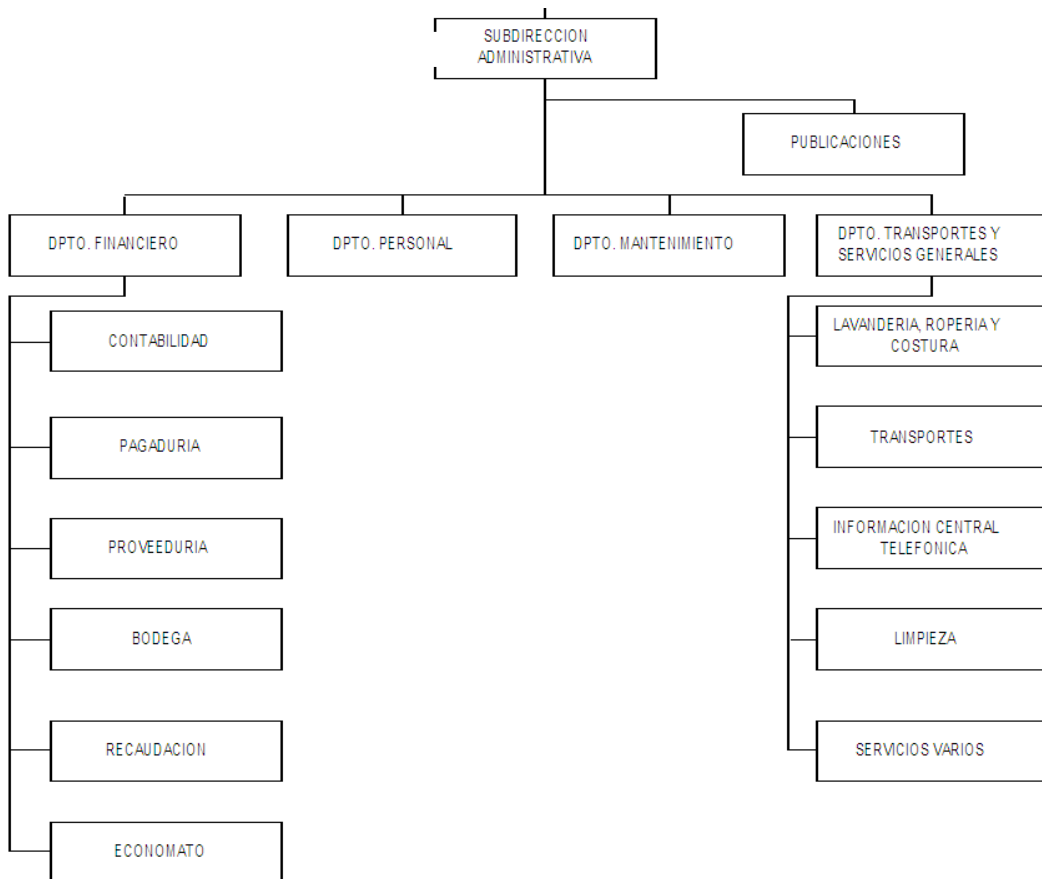 SUBDIRECCION
ADMINISTRATIVA
PUBLICACIONES
DPTO. FINANCIERO
DPTO. PERSONAL
DPTO. MANTENIMIENTO
DPTO. TRANSPORTES Y
SERVICIOS GENERALES
CONTABILIDAD
PAGADURIA
PROVEEDURIA
BODEGA
RECAUDACION
ECONOMATO
LAVANDERIA, ROPERIA Y
COSTURA
TRANSPORTES
INFORMACION CENTRAL
TELEFONICA
LIMPIEZA
SERVICIOS VARIOS